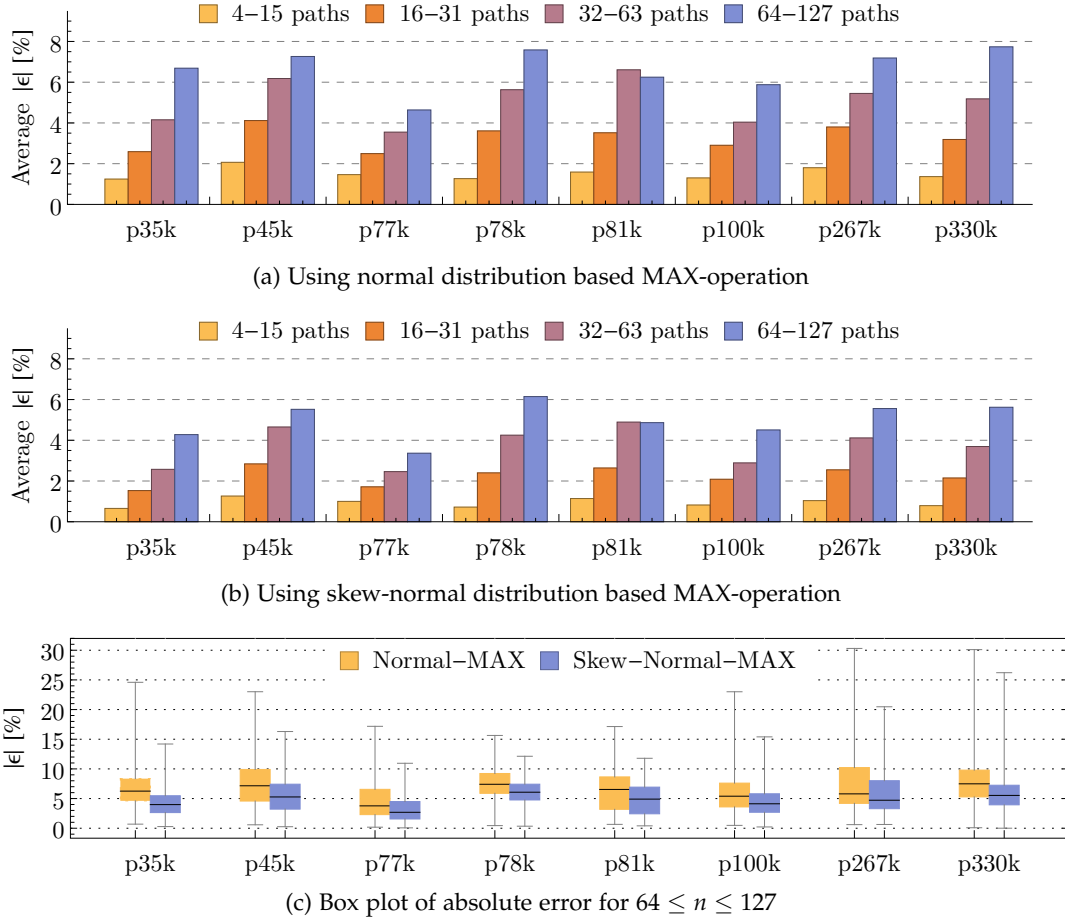 4–15 paths 16–31 paths 32–63 paths 64–127 paths
Average |ϵ| [%]
8
6
4
2
0
p35k p45k p77k p78k p81k p100k p267k p330k
(a) Using normal distribution based MAX-operation
4–15 paths 16–31 paths 32–63 paths 64–127 paths
Average |ϵ| [%]
8
6
4
2
0
p35k p45k p77k p78k p81k p100k p267k p330k
(b) Using skew-normal distribution based MAX-operation
Normal–MAX Skew–Normal–MAX
|ϵ| [%]
30
25
20
15
10
5
0
p35k p45k p77k p78k p81k p100k p267k p330k
(c) Box plot of absolute error for 64 ≤ n ≤ 127